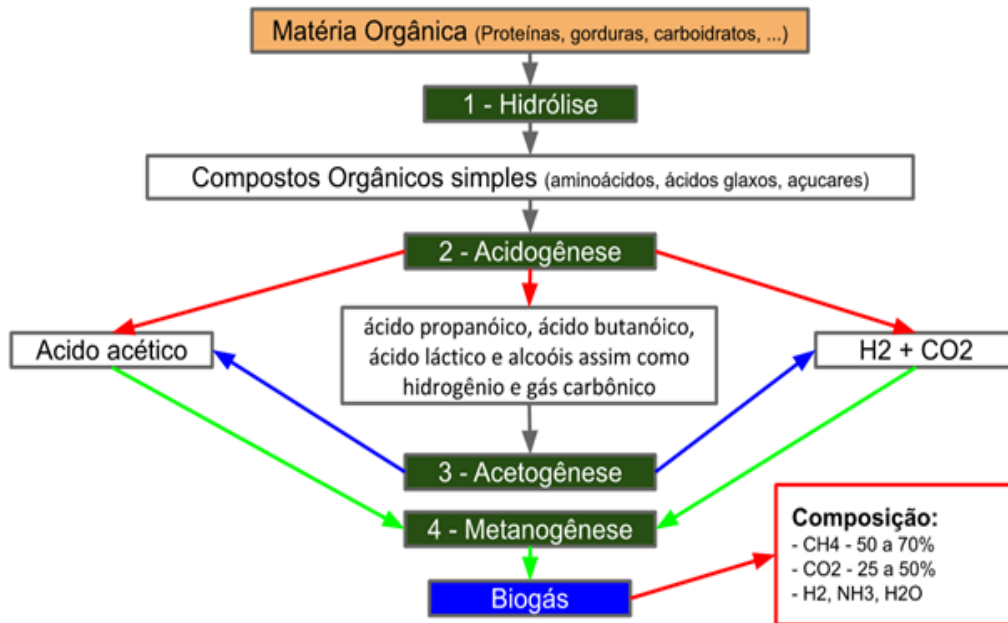 Matéria Orgânica (Proteínas, gorduras, carboidratos, ...)
1 - Hidrólise
Compostos Orgânicos simples (aminoácidos, ácidos glaxos, açucares)
2 - Acidogênese
Acido acético
ácido propanóico, ácido butanóico,
ácido láctico e alcoóis assim como
hidrogênio e gás carbônico
H2 + CO2
3 - Acetogênese
4 - Metanogênese
Biogás
Composição:
- CH4 - 50 a 70%
- CO2 - 25 a 50%
- H2, NH3, H2O